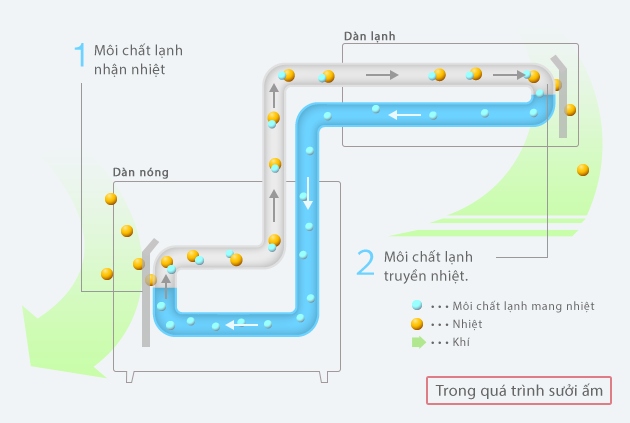 1 Môi chất lạnh
nhận nhiệt
Dàn lạnh
Dàn nóng
2 Môi chất lạnh
truyền nhiệt.
• • • Môi chất lạnh mang nhiệt
• • • Nhiệt
• • • Khí
Trong quá trình sưởi ấm